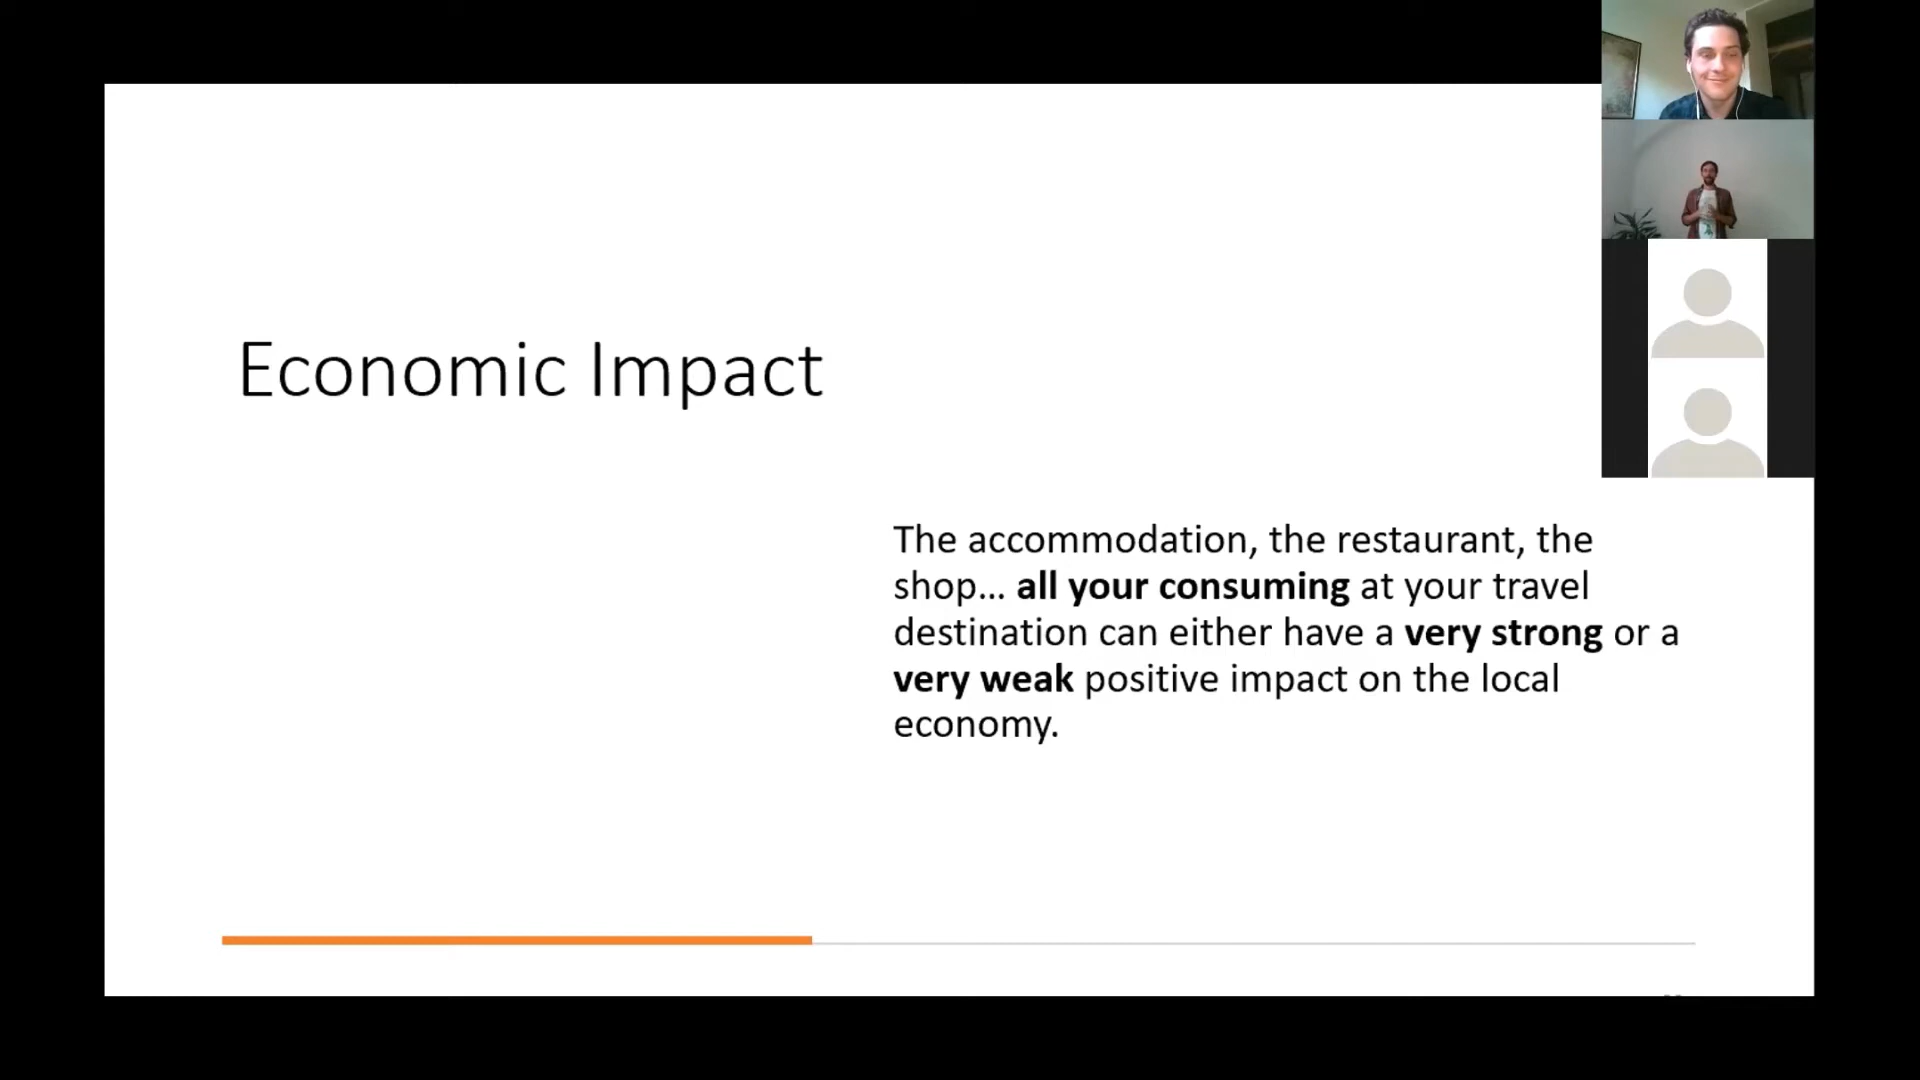 Economic Impact
The accommodation, the restaurant, the
shop... all your consuming at your travel
destination can either have a very strong or a
very weak positive impact on the local
economy.